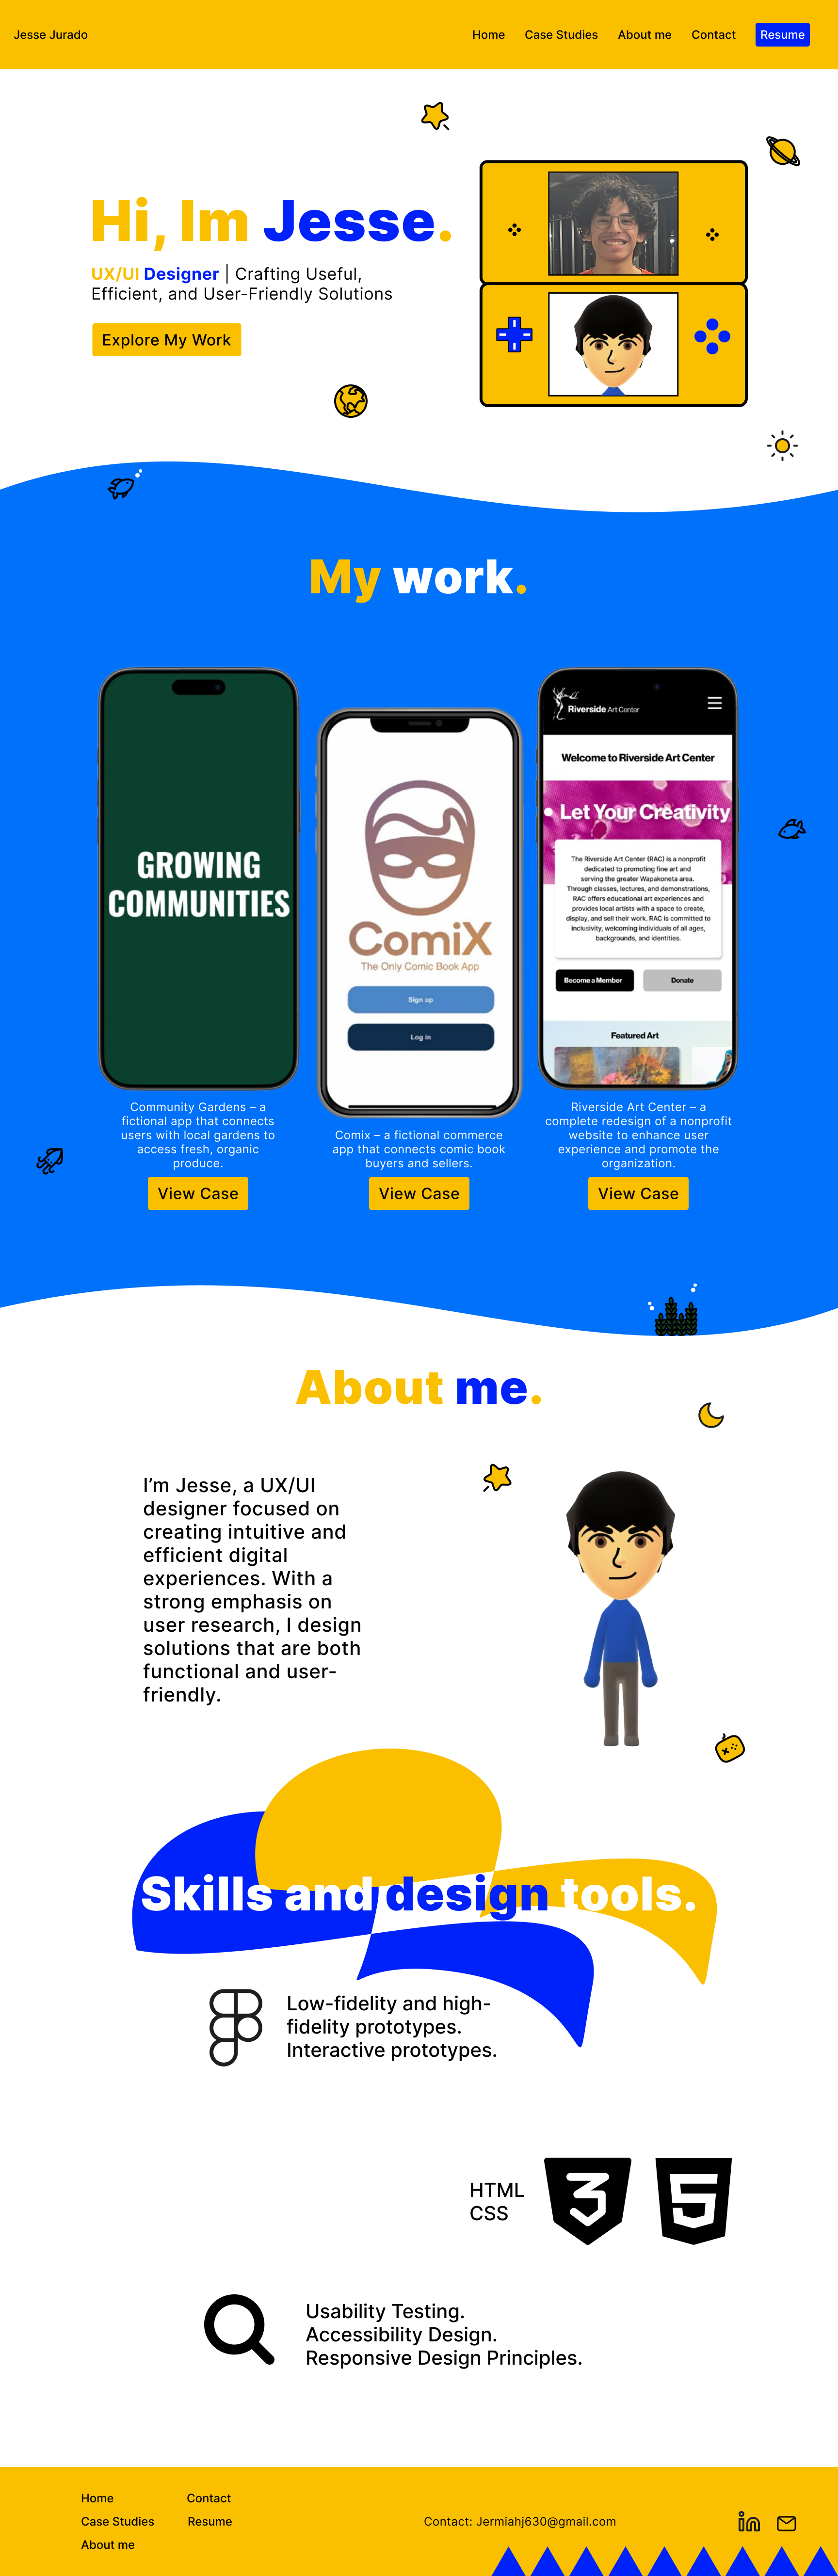 Jesse Jurado
Home Case Studies About me Contact Resume
Hi, Im Jesse.
UX/UI Designer | Crafting Useful,
Efficient, and User-Friendly Solutions
Explore My Work
My work.
GROWING
COMMUNITIES
Community Gardens – a
fictional app that connects
users with local gardens to
access fresh, organic
produce.
View Case
ComiX
The Only Comic Book App
Sign up
Log in
Comix – a fictional commerce
app that connects comic book
buyers and sellers.
View Case
Riverside Art Center
Welcome to Riverside Art Center
Let Your Creativity
The Riverside Art Center (RAC) is a nonprofit
dedicated to promoting fine art and
serving the greater Wapakoneta area.
Through classes, lectures, and demonstrations,
RAC offers educational art experiences and
provides local artists with a space to create,
display, and sell their work. RAC is committed to
inclusivity, welcoming individuals of all ages,
backgrounds, and identities.
Become a Member
Donate
Featured Art
Riverside Art Center – a
complete redesign of a nonprofit
website to enhance user
experience and promote the
organization.
View Case
About me.
I’m Jesse, a UX/UI
designer focused on
creating intuitive and
efficient digital
experiences. With a
strong emphasis on
user research, I design
solutions that are both
functional and user-
friendly.
Skills and design tools.
Low-fidelity and high-
fidelity prototypes.
Interactive prototypes.
HTML
CSS
3
5
Usability Testing.
Accessibility Design.
Responsive Design Principles.
Home
Case Studies
About me
Contact
Resume
Contact: Jermiahj630@gmail.com
in